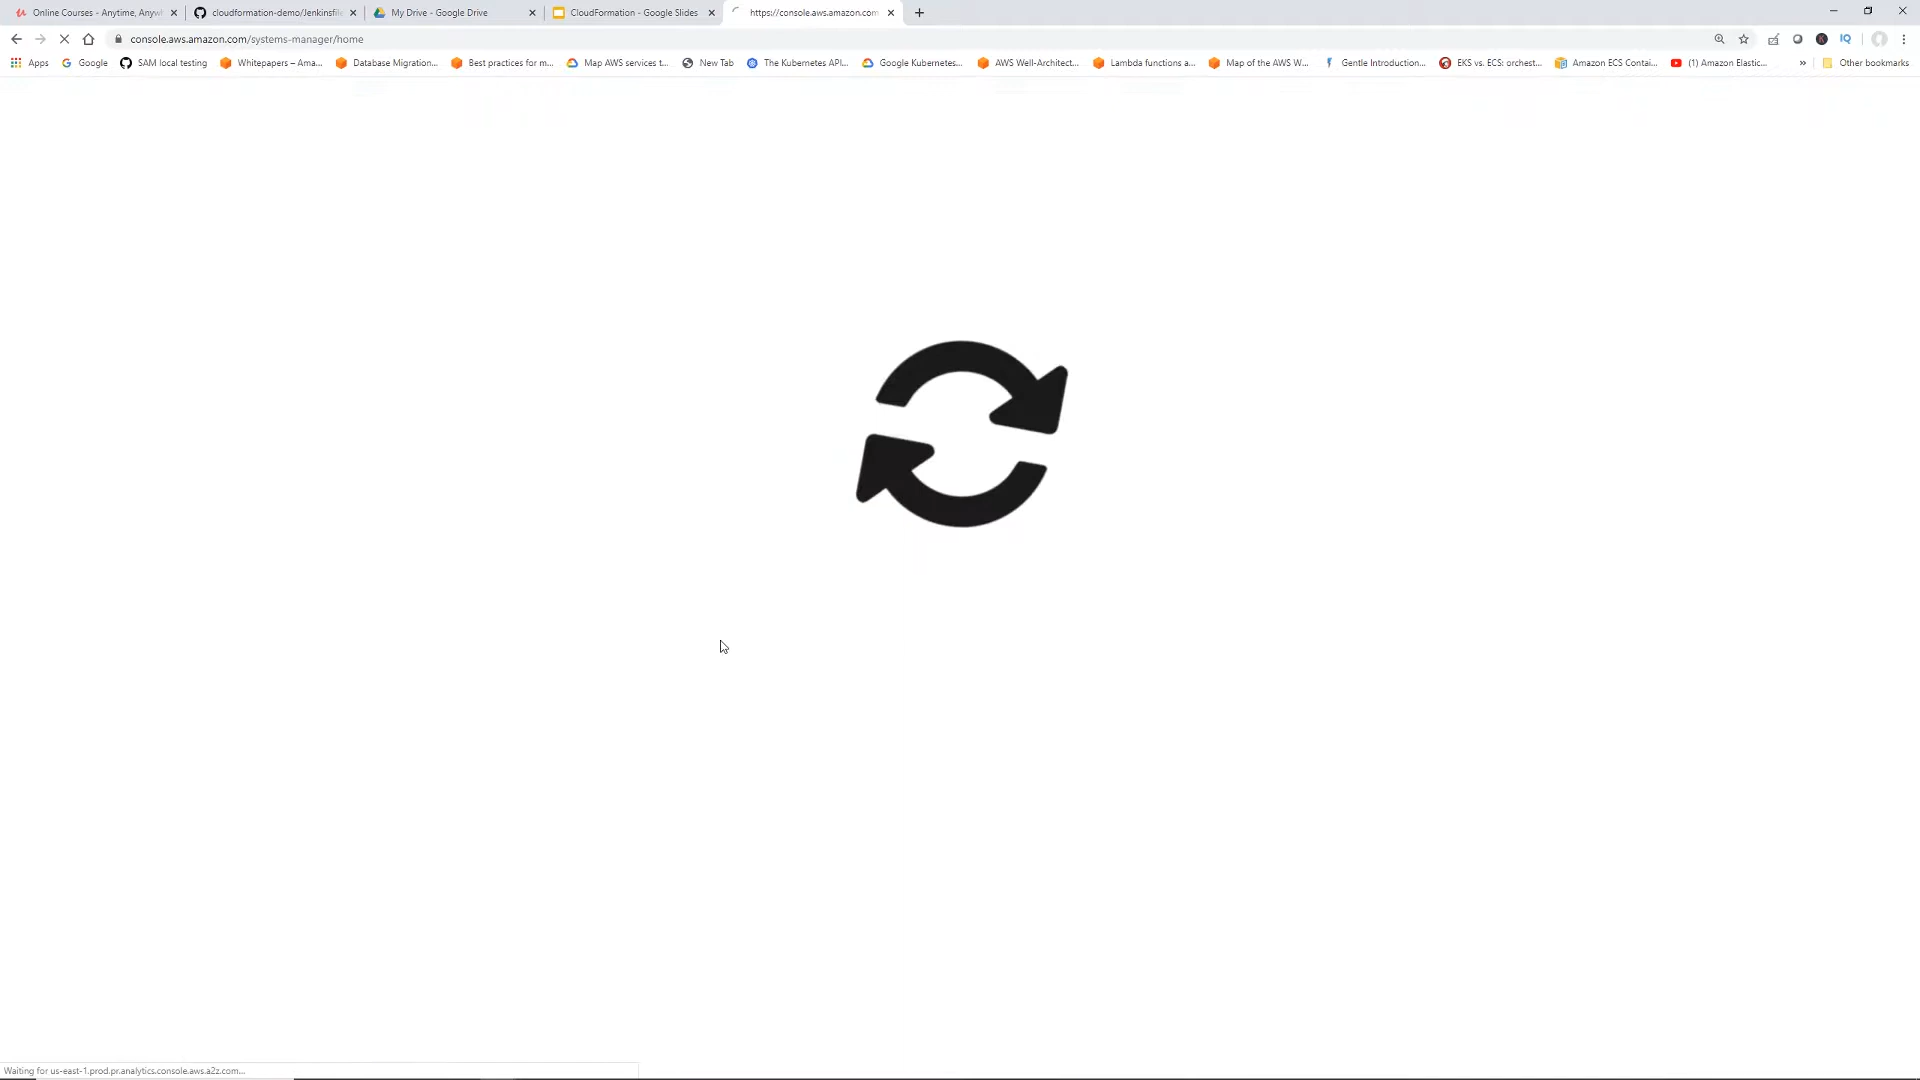 Online Courses - Anytime, Anywh
cloudformation-demo/Jenkinsfile
My Drive - Google Drive
CloudFormation - Google Slides
https://console.aws.amazon.com
console.aws.amazon.com/systems-manager/home
IQ
Apps
Google
SAM local testing
Whitepapers – Ama...
Database Migration...
Best practices for m...
Map AWS services t...
New Tab
The Kubernetes API...
Google Kubernetes...
AWS Well-Architect...
Lambda functions a...
Map of the AWS W...
Gentle Introduction...
EKS vs. ECS: orchest...
Amazon ECS Contai...
(1) Amazon Elastic...
»
Other bookmarks
Waiting for us-east-1.prod.pr.analytics.console.aws.a2z.com...